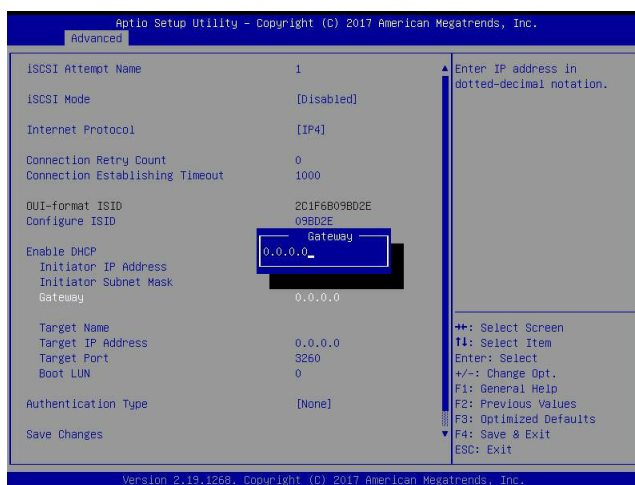 Aptio Setup Utility – Copyright (C) 2017 American Megatrends, Inc.
Advanced
iSCSI Attempt Name 1
iSCSI Mode [Disabled]
Internet Protocol [IP4]
Connection Retry Count 0
Connection Establishing Timeout 1000
OUI-format ISID 2C1F6B09BD2E
Configure ISID 09BD2E
Enable DHCP
Initiator IP Address
Initiator Subnet Mask
Gateway 0.0.0.0
Target Name
Target IP Address 0.0.0.0
Target Port 3260
Boot LUN 0
Authentication Type [None]
Save Changes
Gateway
0.0.0.0_
Enter IP address in
dotted-decimal notation.
→←: Select Screen
↑↓: Select Item
Enter: Select
+/-: Change Opt.
F1: General Help
F2: Previous Values
F3: Optimized Defaults
F4: Save & Exit
ESC: Exit
Version 2.19.1268. Copyright (C) 2017 American Megatrends, Inc.